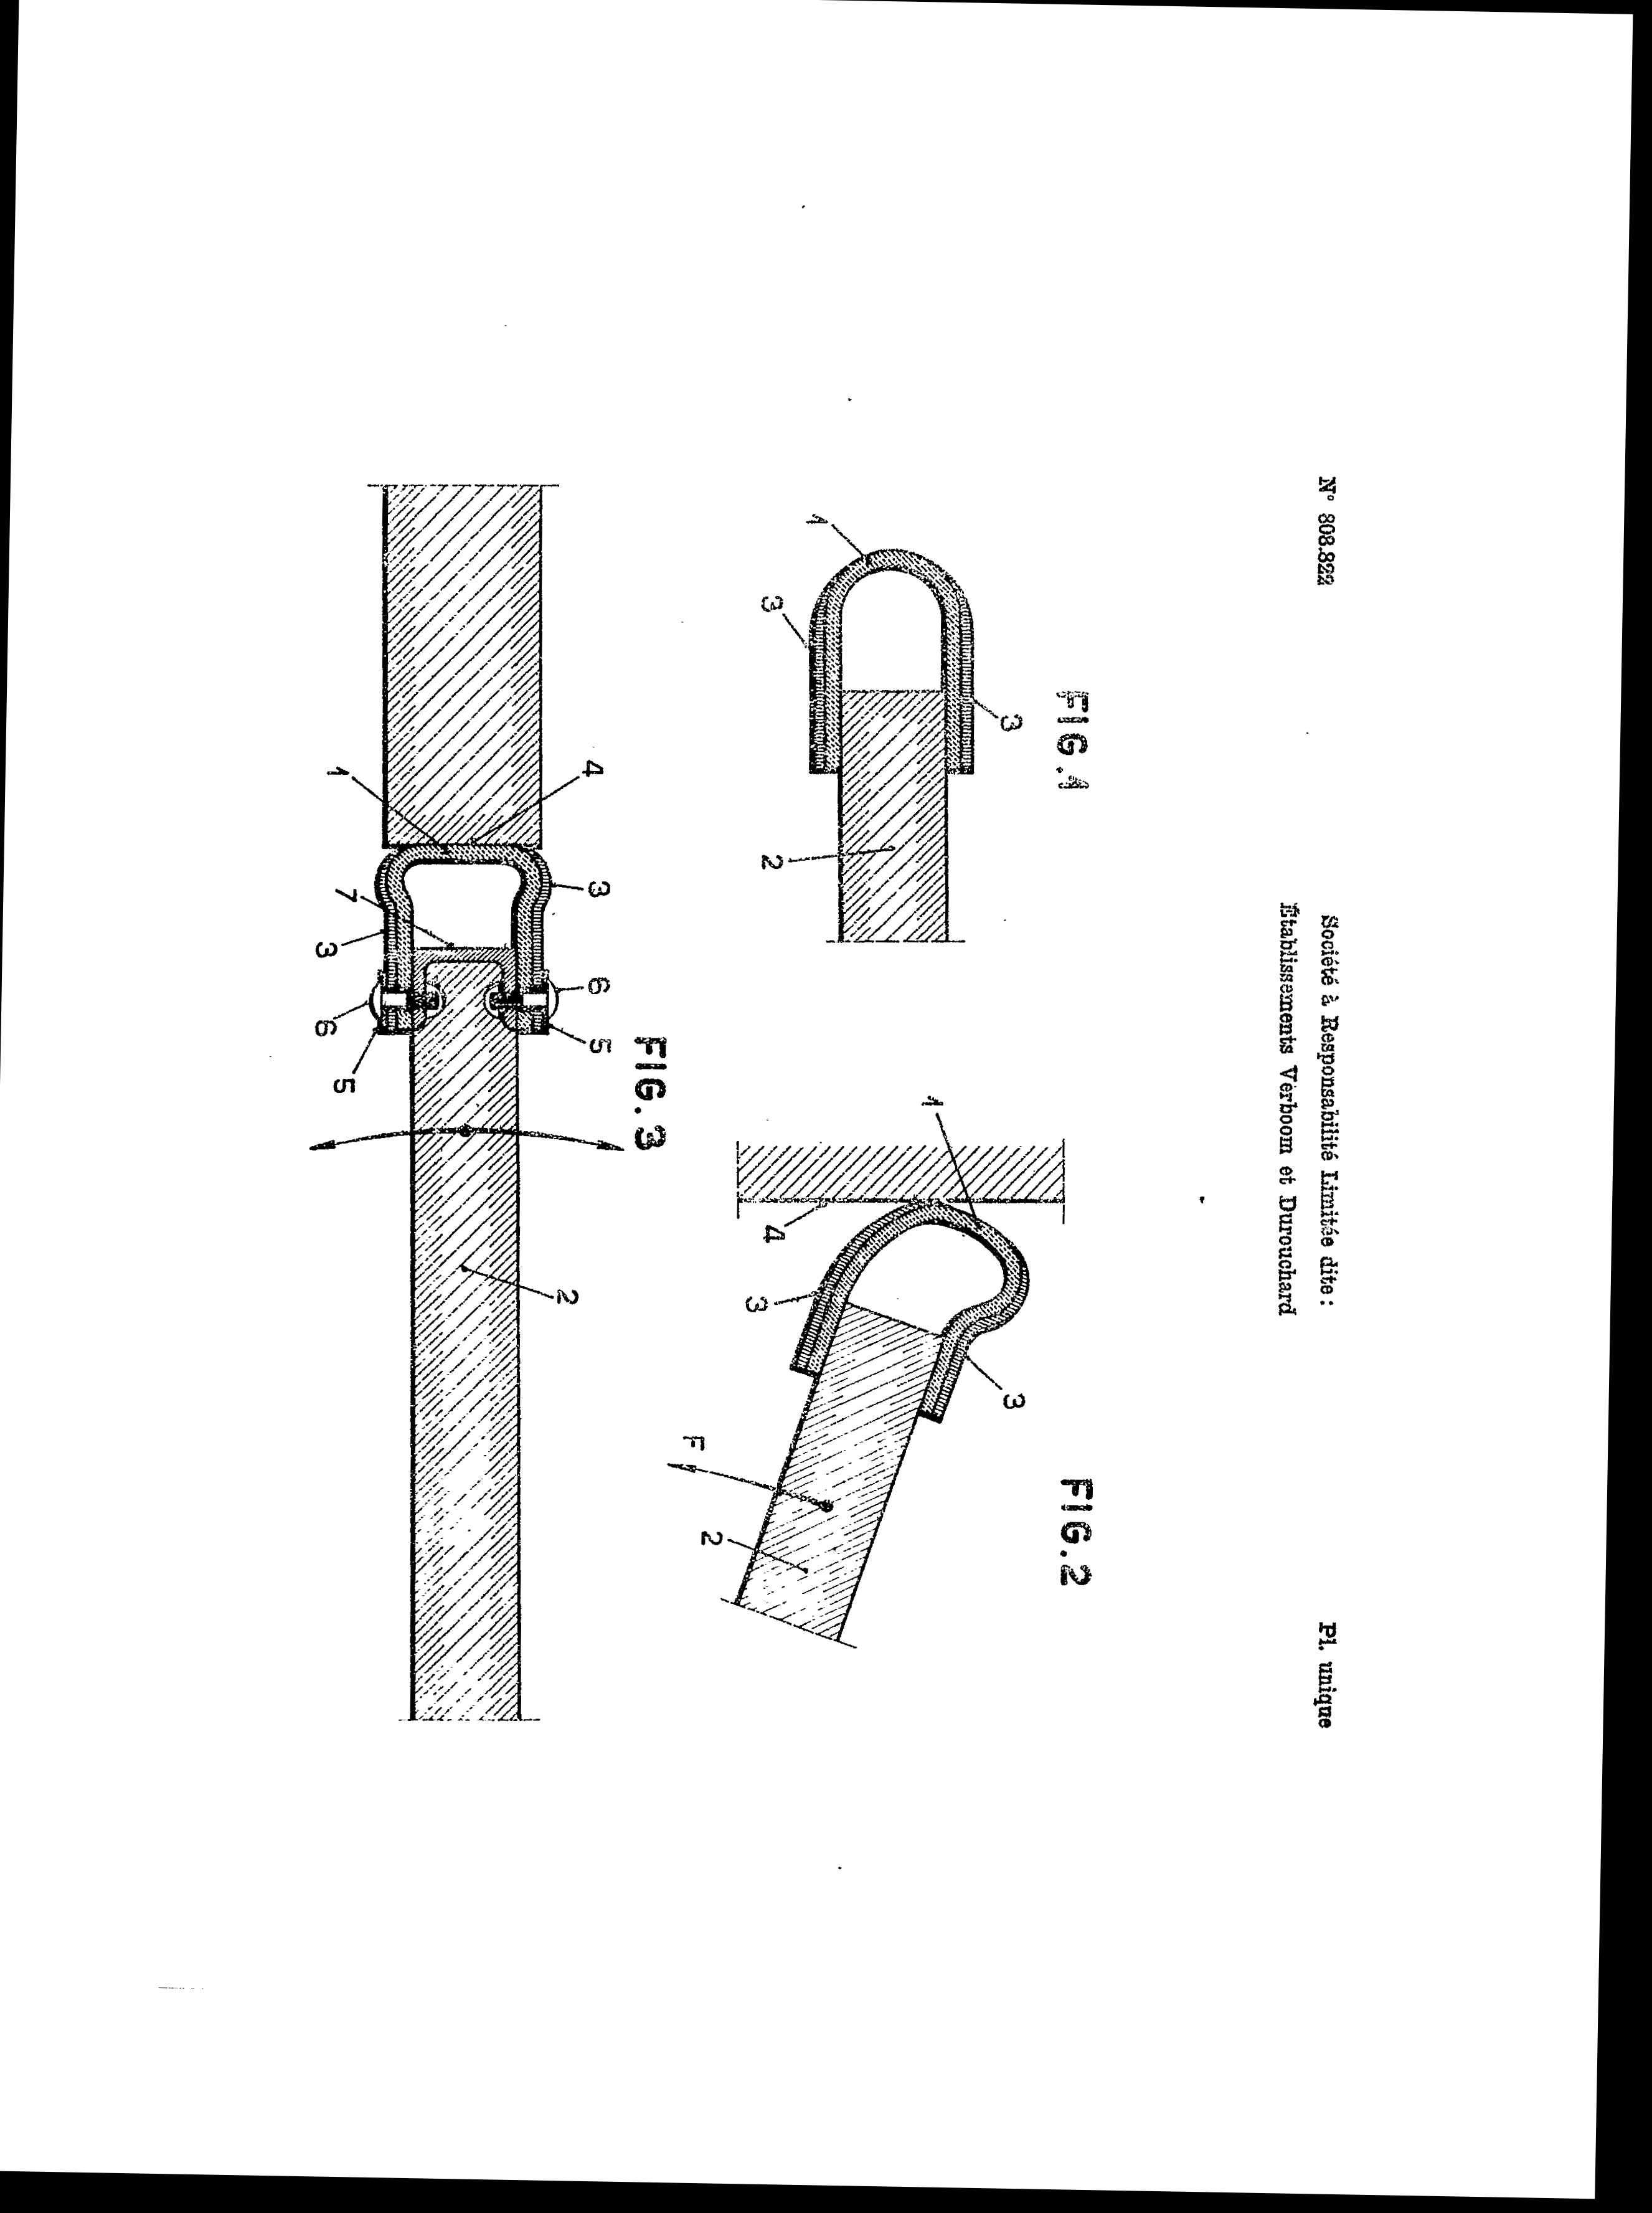 N° 808.822
Société à Responsabilité Limitée dite :
Pl. unique
Établissements Verboom et Durouchard
FIG.1
3
1
3
2
FIG.2
1
4
3
3
F
2
FIG.3
4
3
6
5
2
1
7
3
6
5